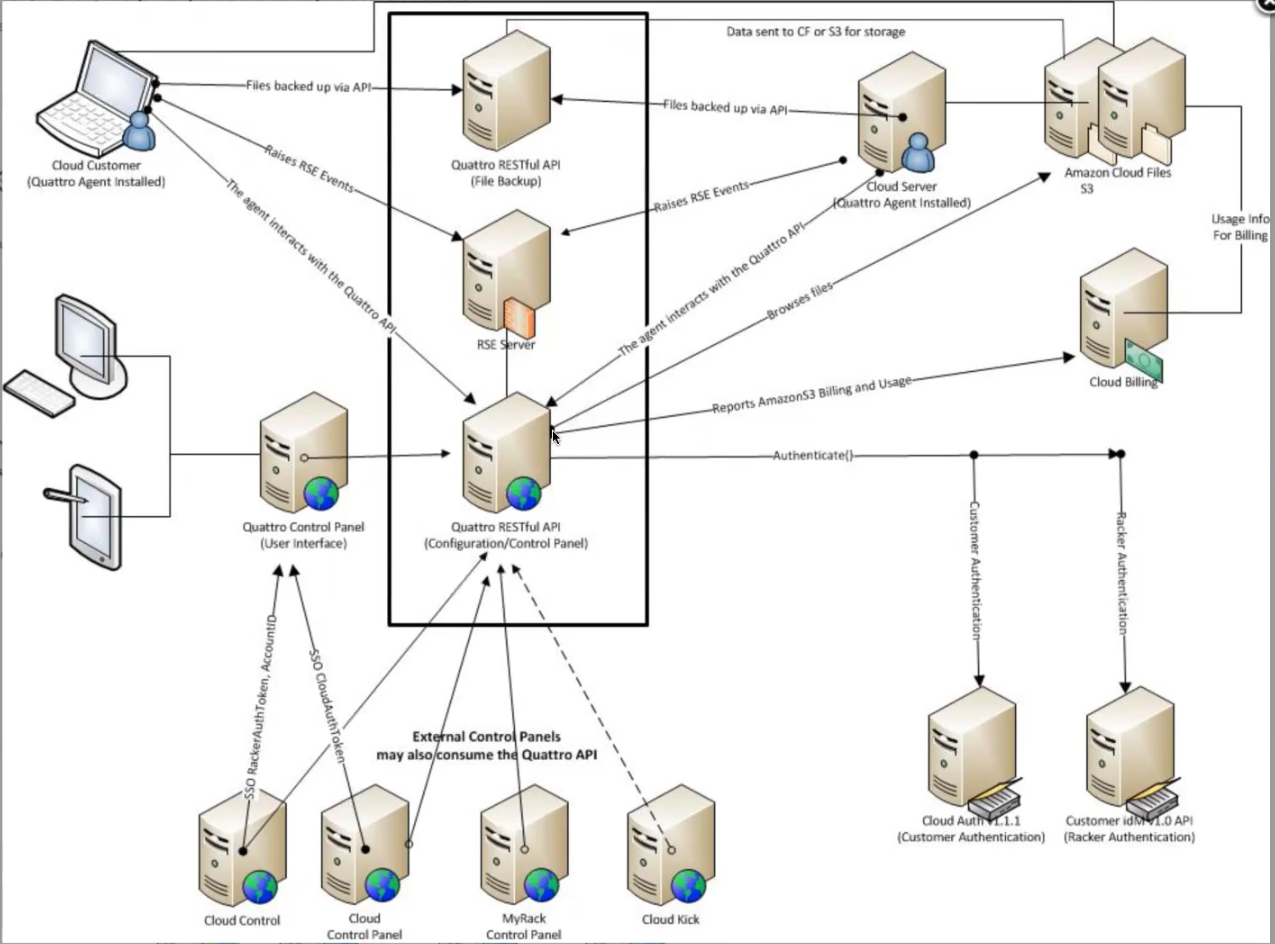 Data sent to CF or S3 for storage
Files backed up via API
Files backed up via API
Cloud Customer
(Quattro Agent Installed)
Quattro RESTful API
(File Backup)
Cloud Server
(Quattro Agent Installed)
Amazon Cloud Files
S3
Raises RSE Events
Raises RSE Events
The agent interacts with the Quattro API
The agent interacts with the Quattro API
Usage Info
For Billing
Browses files
RSE Server
Cloud Billing
Reports AmazonS3 Billing and Usage
Authenticate()
Quattro Control Panel
(User Interface)
Quattro RESTful API
(Configuration/Control Panel)
Customer Authentication
Racker Authentication
SSO RackerAuthToken, AccountID
SSO CloudAuthToken
External Control Panels
may also consume the Quattro API
Cloud Auth v1.1.1
(Customer Authentication)
Customer idM v1.0 API
(Racker Authentication)
Cloud Control
Cloud
Control Panel
MyRack
Control Panel
Cloud Kick